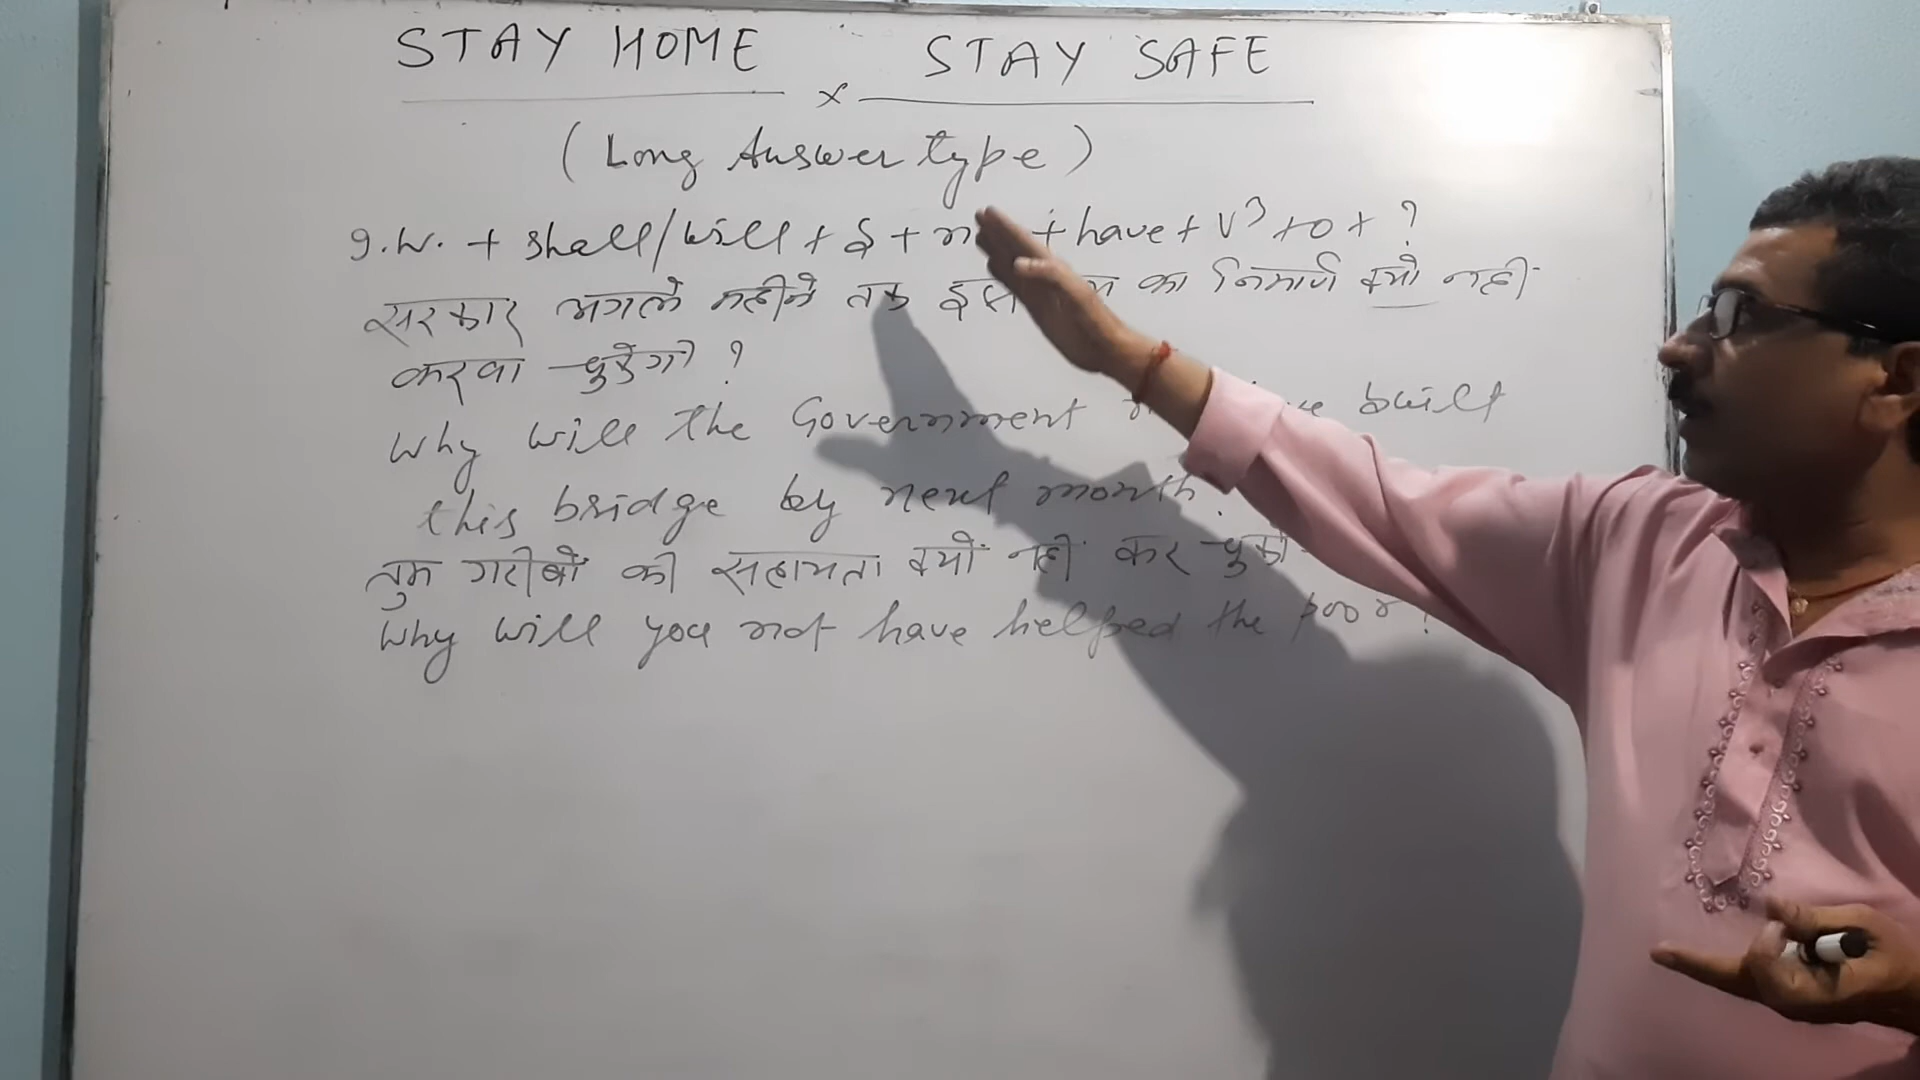 STAY HOME × STAY SAFE
(Long Answer type)
I.W. + shall/will + S + + have + V³ + O + ?
सरकार अगले महीने तक इस का निर्माण क्यों नहीं
करवा चुकेगी ?
Why will the Government built
this bridge by next month
तुम गरीबों की सहायता क्यों नहीं कर
Why will you not have helped the poor ?